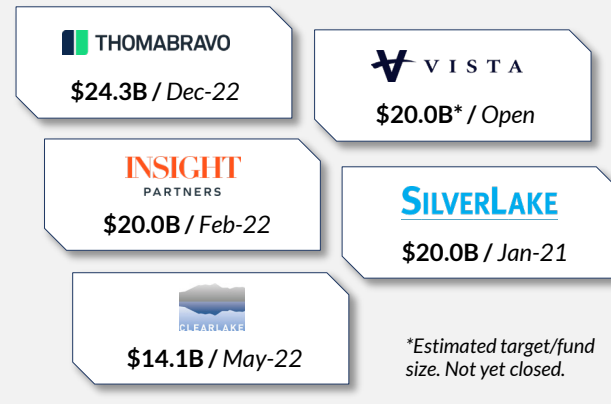 THOMABRAVO
$24.3B / Dec-22
VISTA
$20.0B* / Open
INSIGHT
PARTNERS
$20.0B / Feb-22
SILVERLAKE
$20.0B / Jan-21
CLEARLAKE
$14.1B / May-22
*Estimated target/fund
size. Not yet closed.